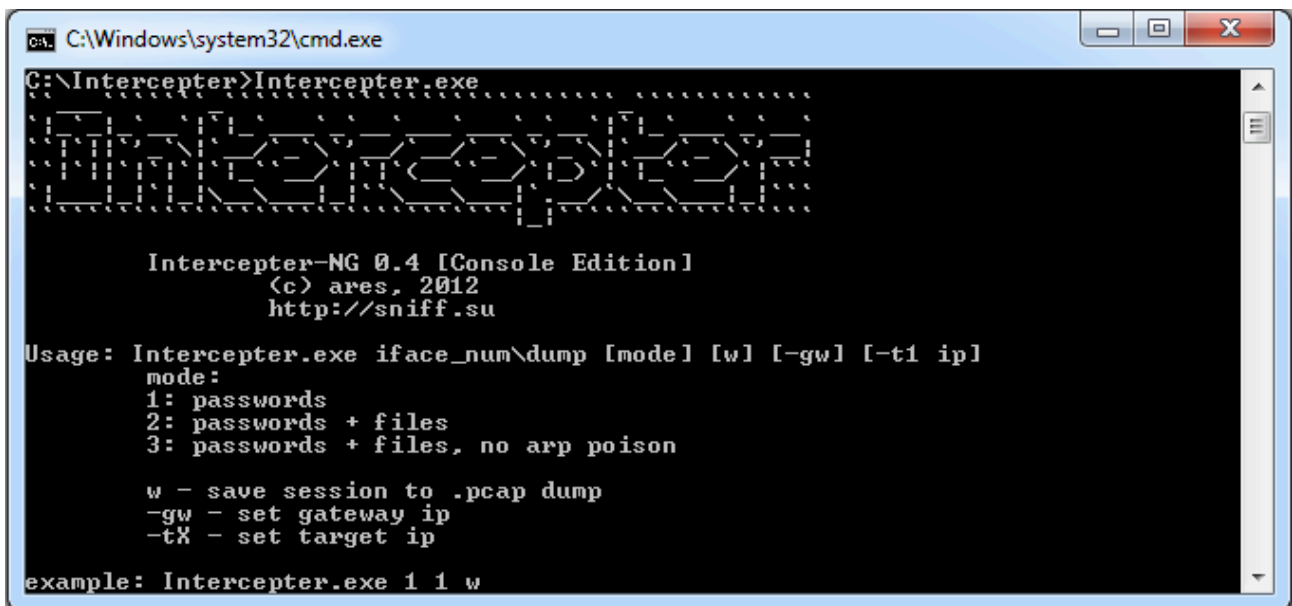 C:\Windows\system32\cmd.exe
C:\Intercepter>Intercepter.exe
Intercepter
Intercepter-NG 0.4 [Console Edition]
(c) ares, 2012
http://sniff.su
Usage: Intercepter.exe iface_num\dump [mode] [w] [-gw] [-t1 ip]
mode:
1: passwords
2: passwords + files
3: passwords + files, no arp poison
w - save session to .pcap dump
-gw - set gateway ip
-tX - set target ip
example: Intercepter.exe 1 1 w